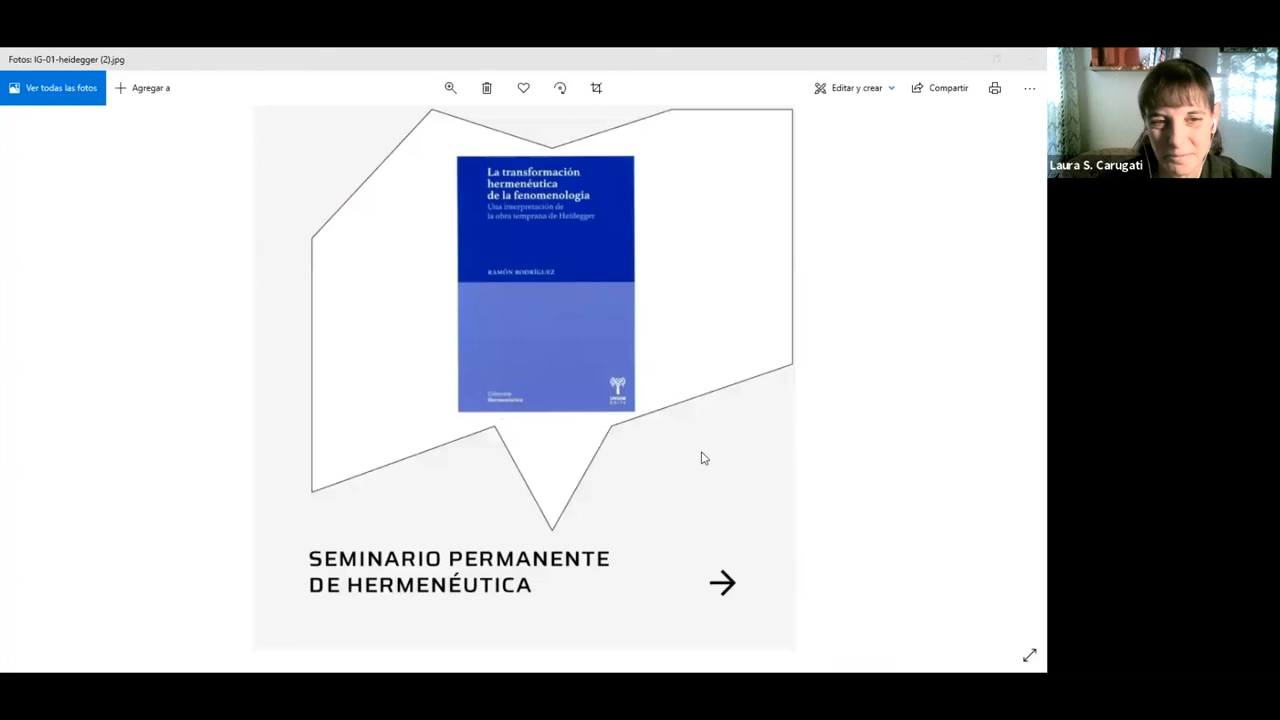 Fotos: IG-01-heidegger (2).jpg
Ver todas las fotos
Agregar a
Editar y crear
Compartir
La transformación
hermenéutica
de la fenomenología
Una interpretación de
la obra temprana de Heidegger
RAMÓN RODRÍGUEZ
Colección
Hermenéutica
UNSAM
EDITA
SEMINARIO PERMANENTE
DE HERMENÉUTICA
Laura S. Carugati